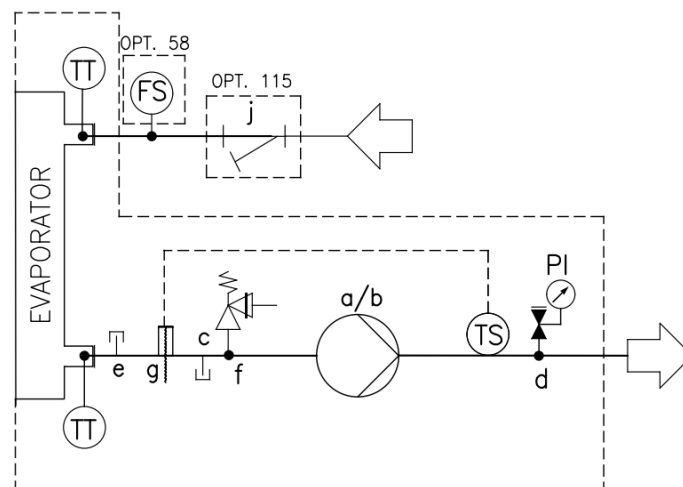 OPT. 58
TT
FS
OPT. 115
j
EVAPORATOR
a/b
PI
c
TS
e
g
f
d
TT